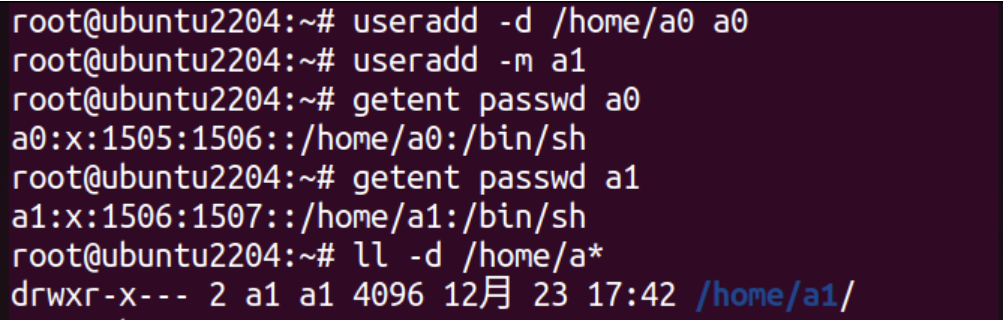 root@ubuntu2204:~# useradd -d /home/a0 a0
root@ubuntu2204:~# useradd -m a1
root@ubuntu2204:~# getent passwd a0
a0:x:1505:1506::/home/a0:/bin/sh
root@ubuntu2204:~# getent passwd a1
a1:x:1506:1507::/home/a1:/bin/sh
root@ubuntu2204:~# ll -d /home/a*
drwxr-x--- 2 a1 a1 4096 12月 23 17:42 /home/a1/